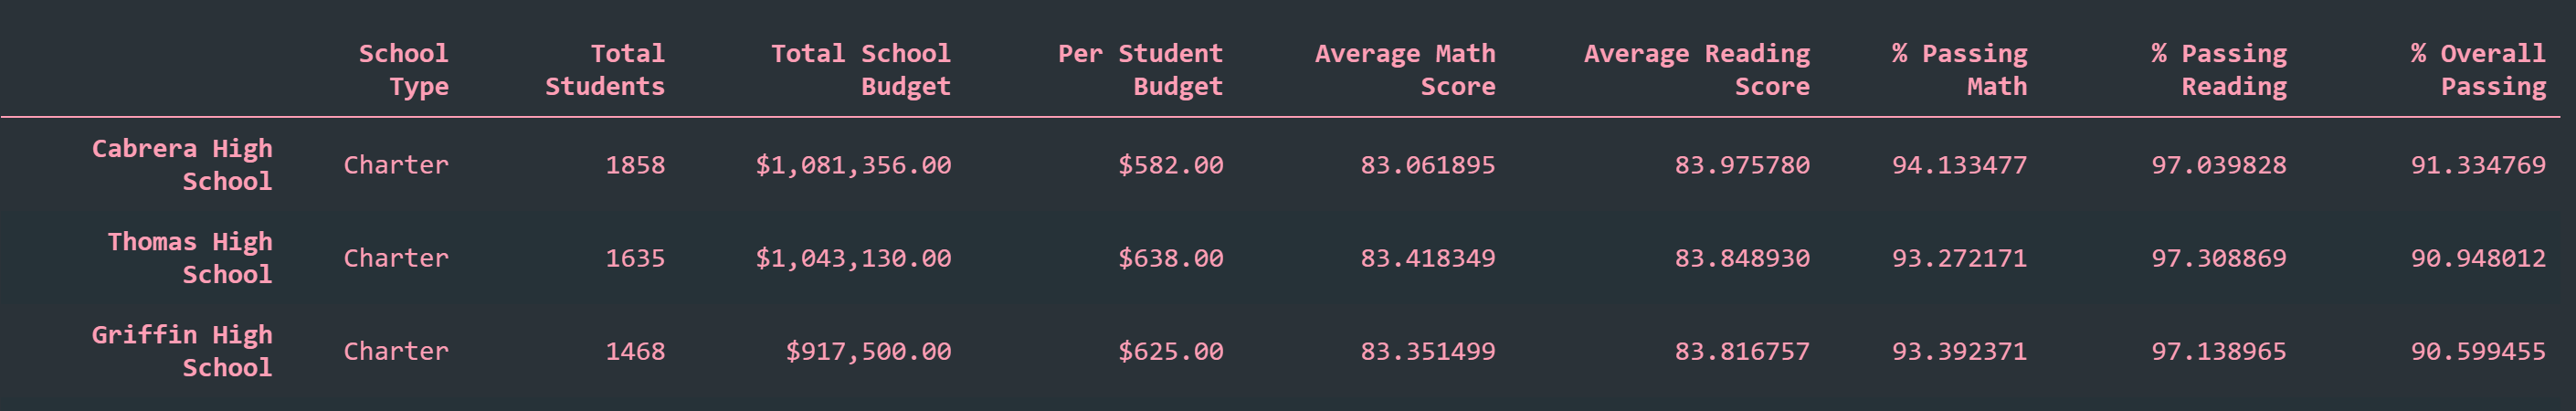 School Total Total School Per Student Average Math Average Reading % Passing % Passing % Overall
Type Students Budget Budget Score Score Math Reading Passing
Cabrera High
School Charter 1858 $1,081,356.00 $582.00 83.061895 83.975780 94.133477 97.039828 91.334769
Thomas High
School Charter 1635 $1,043,130.00 $638.00 83.418349 83.848930 93.272171 97.308869 90.948012
Griffin High
School Charter 1468 $917,500.00 $625.00 83.351499 83.816757 93.392371 97.138965 90.599455